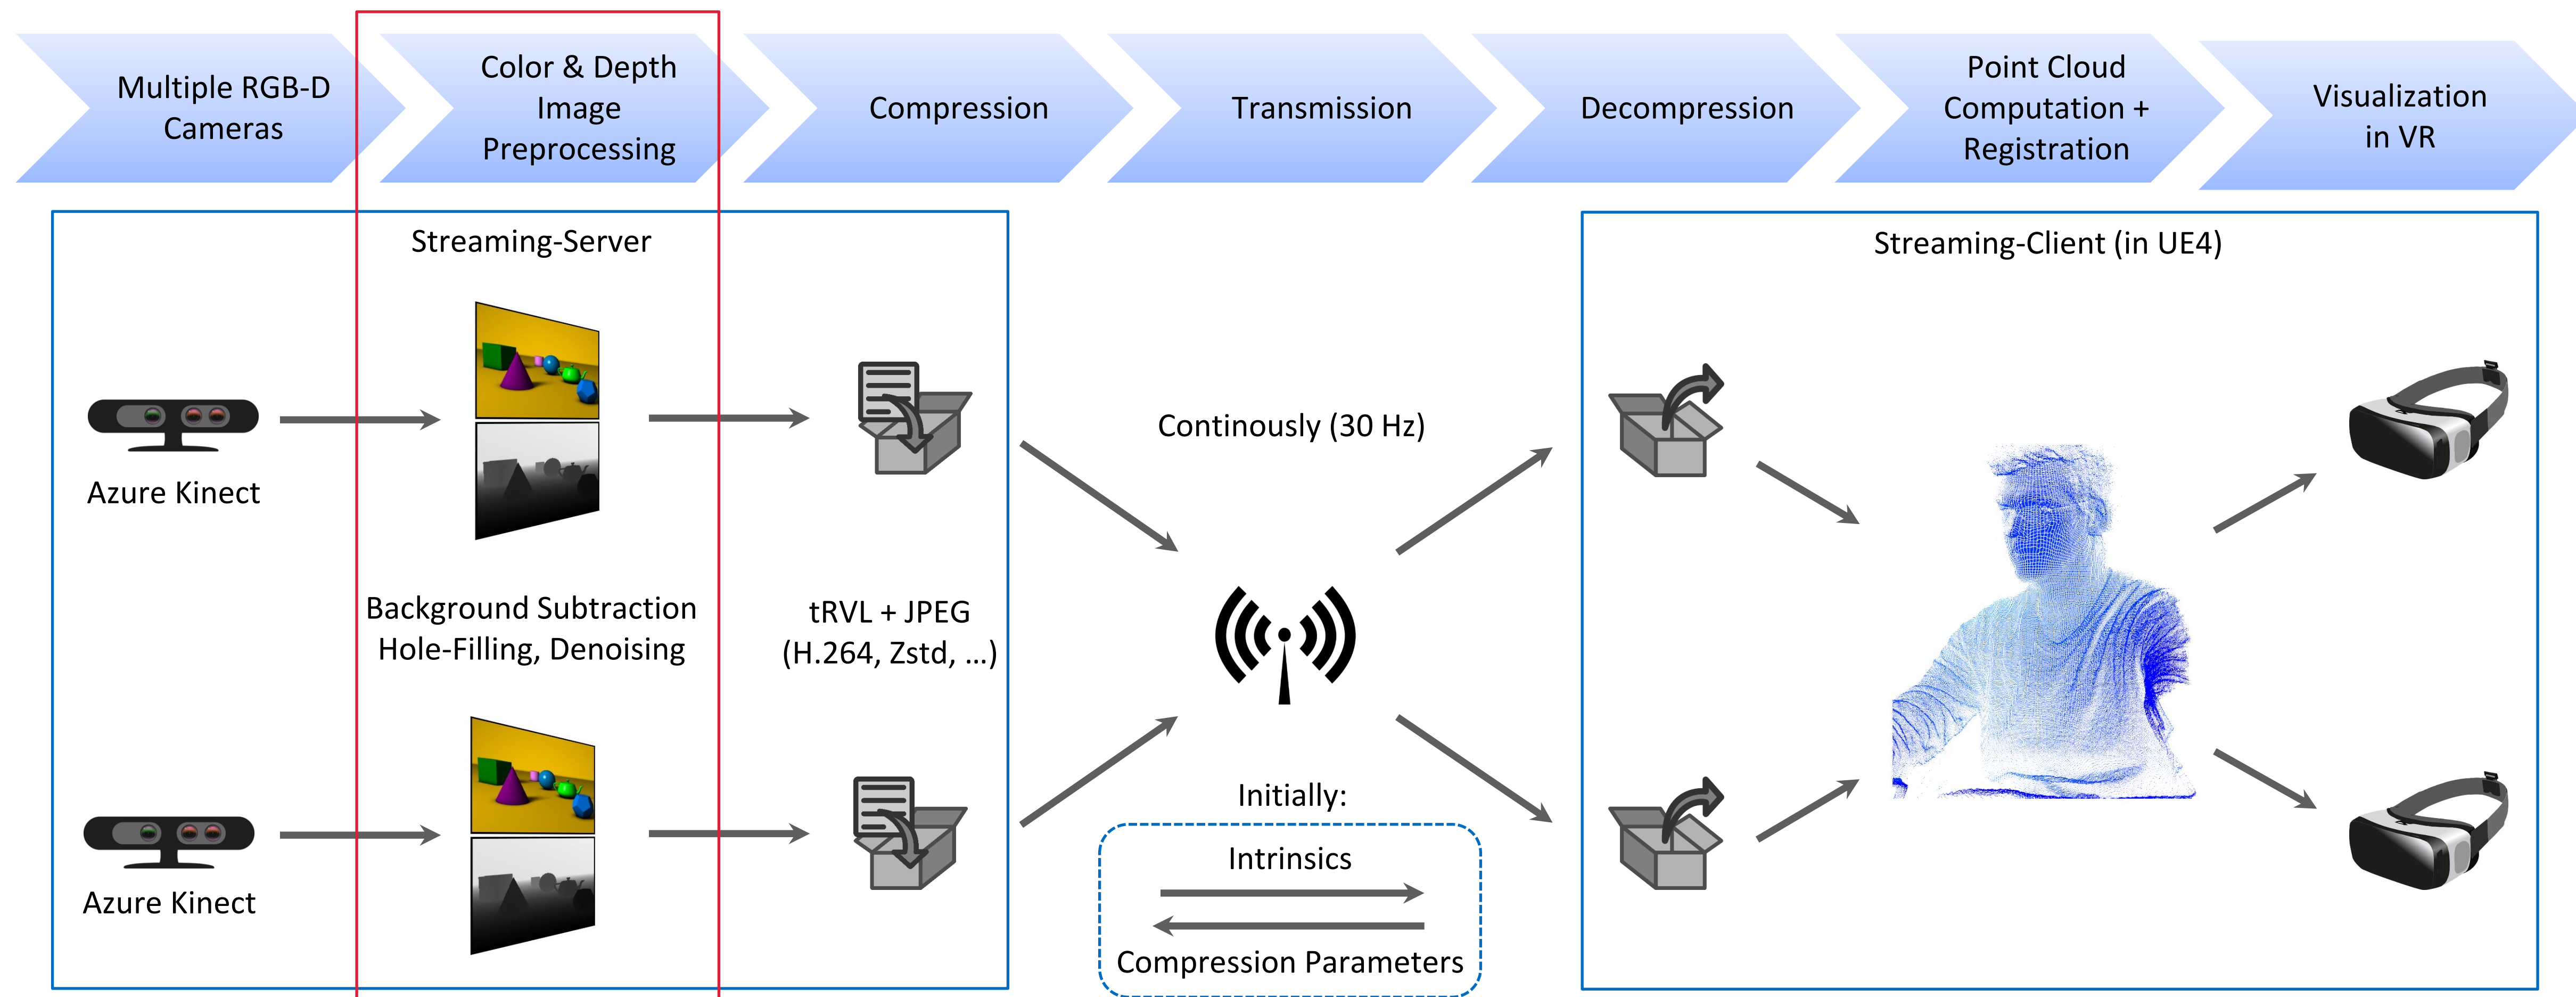 Multiple RGB-D
Cameras
Color & Depth
Image
Preprocessing
Compression
Transmission
Decompression
Point Cloud
Computation +
Registration
Visualization
in VR
Streaming-Server
Streaming-Client (in UE4)
Azure Kinect
Continously (30 Hz)
Background Subtraction
Hole-Filling, Denoising
tRVL + JPEG
(H.264, Zstd, ...)
Azure Kinect
Initially:
Intrinsics
Compression Parameters